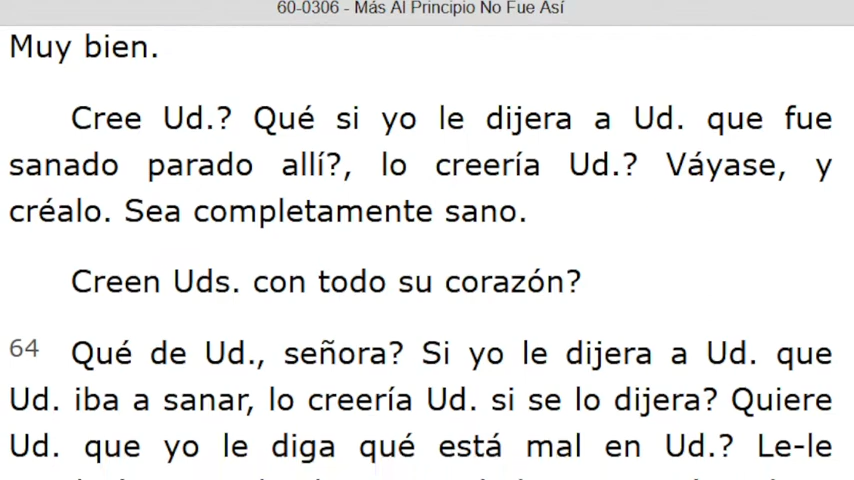 60-0306 - Más Al Principio No Fue Así
Muy bien.
Cree Ud.? Qué si yo le dijera a Ud. que fue
sanado parado allí?, lo creería Ud.? Váyase, y
créalo. Sea completamente sano.
Creen Uds. con todo su corazón?
64 Qué de Ud., señora? Si yo le dijera a Ud. que
Ud. iba a sanar, lo creería Ud. si se lo dijera? Quiere
Ud. que yo le diga qué está mal en Ud.? Le-le